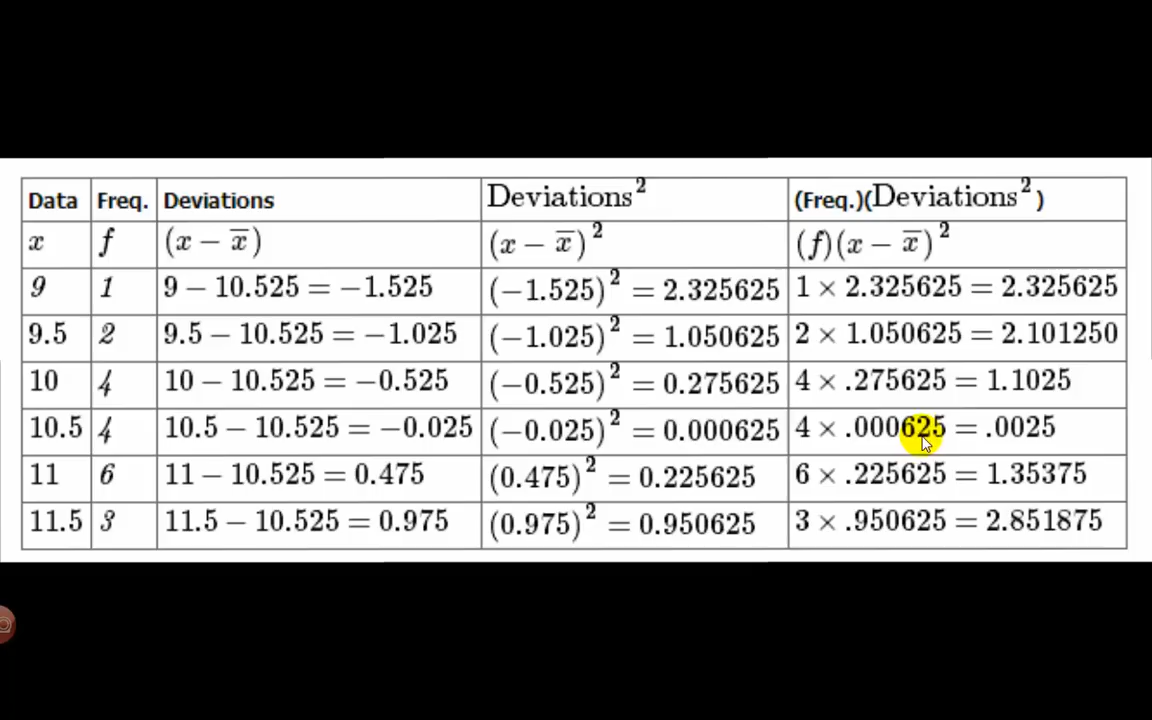 Data Freq. Deviations Deviations² (Freq.)(Deviations²)
x f (x − x̅) (x − x̅)² (f)(x − x̅)²
9 1 9 − 10.525 = −1.525 (−1.525)² = 2.325625 1 × 2.325625 = 2.325625
9.5 2 9.5 − 10.525 = −1.025 (−1.025)² = 1.050625 2 × 1.050625 = 2.101250
10 4 10 − 10.525 = −0.525 (−0.525)² = 0.275625 4 × .275625 = 1.1025
10.5 4 10.5 − 10.525 = −0.025 (−0.025)² = 0.000625 4 × .000625 = .0025
11 6 11 − 10.525 = 0.475 (0.475)² = 0.225625 6 × .225625 = 1.35375
11.5 3 11.5 − 10.525 = 0.975 (0.975)² = 0.950625 3 × .950625 = 2.851875